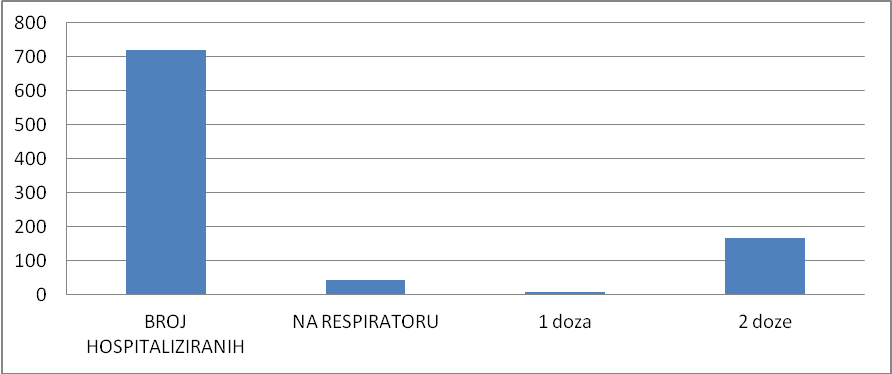 800
700
600
500
400
300
200
100
0
BROJ
HOSPITALIZIRANIH
NA RESPIRATORU
1 doza
2 doze